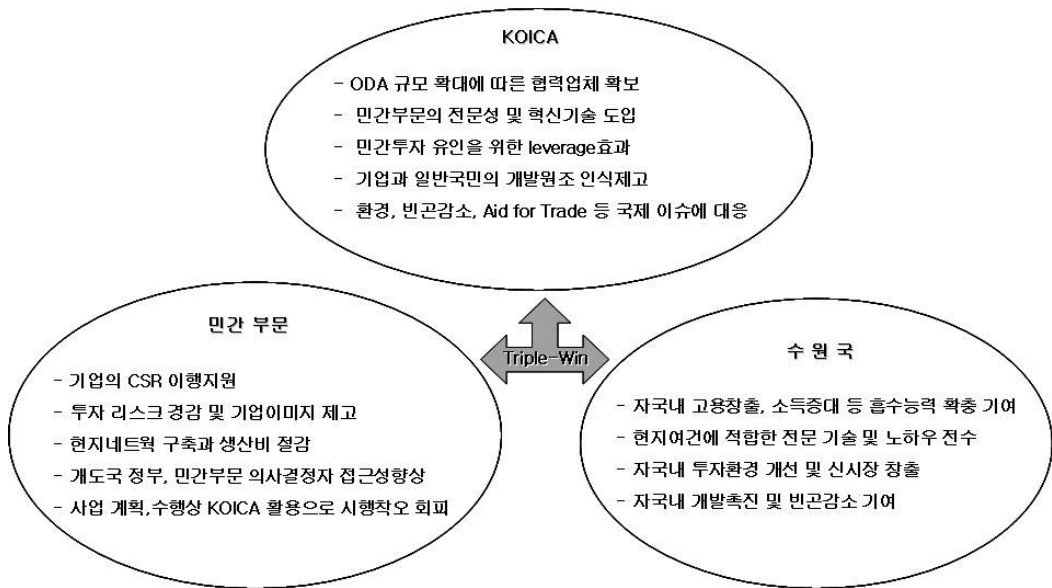 KOICA
- ODA 규모 확대에 따른 협력업체 확보
- 민간부문의 전문성 및 혁신기술 도입
- 민간투자 유인을 위한 leverage효과
- 기업과 일반국민의 개발원조 인식제고
- 환경, 빈곤감소, Aid for Trade 등 국제 이슈에 대응
Triple-Win
민간 부문
- 기업의 CSR 이행지원
- 투자 리스크 경감 및 기업이미지 제고
- 현지네트웍 구축과 생산비 절감
- 개도국 정부, 민간부문 의사결정자 접근성향상
- 사업 계획,수행상 KOICA 활용으로 시행착오 회피
수 원 국
- 자국내 고용창출, 소득증대 등 흡수능력 확충 기여
- 현지여건에 적합한 전문 기술 및 노하우 전수
- 자국내 투자환경 개선 및 신시장 창출
- 자국내 개발촉진 및 빈곤감소 기여